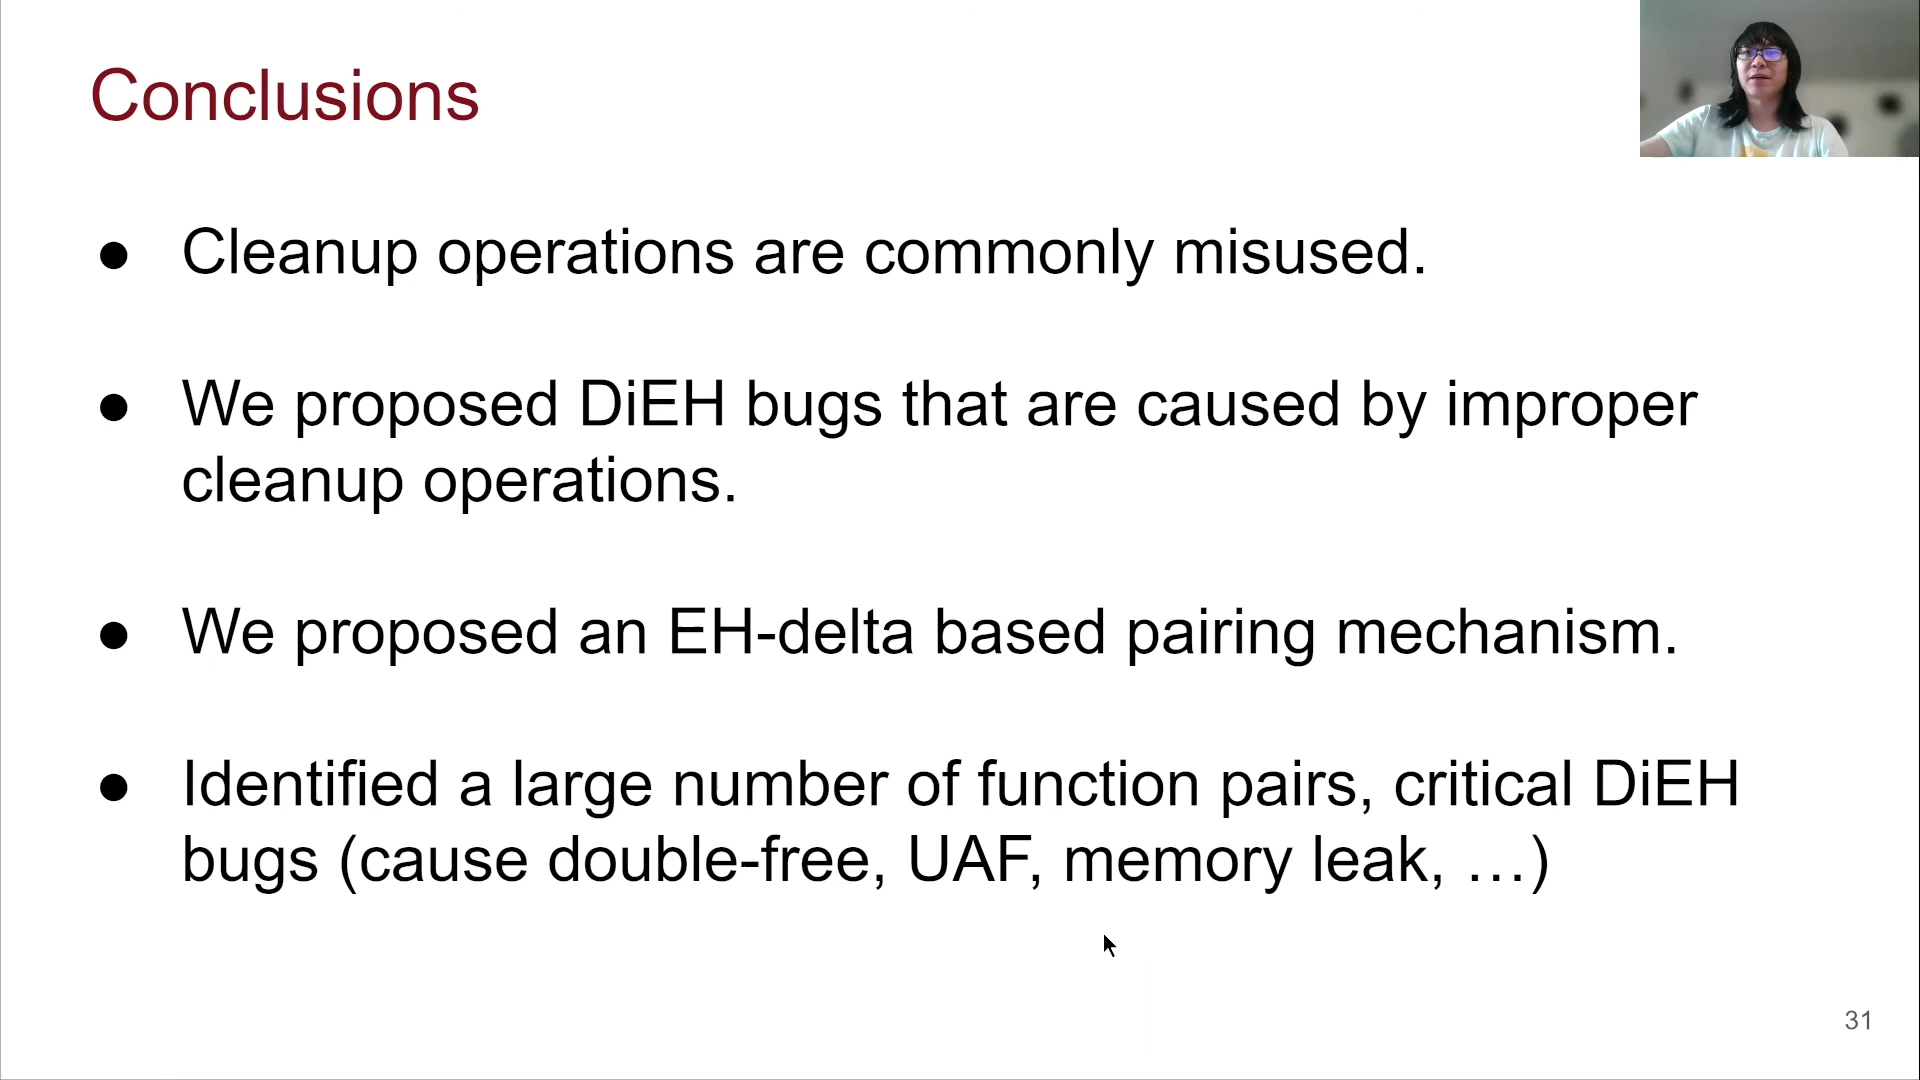 Conclusions
● Cleanup operations are commonly misused.
● We proposed DiEH bugs that are caused by improper
cleanup operations.
● We proposed an EH-delta based pairing mechanism.
● Identified a large number of function pairs, critical DiEH
bugs (cause double-free, UAF, memory leak, …)
31